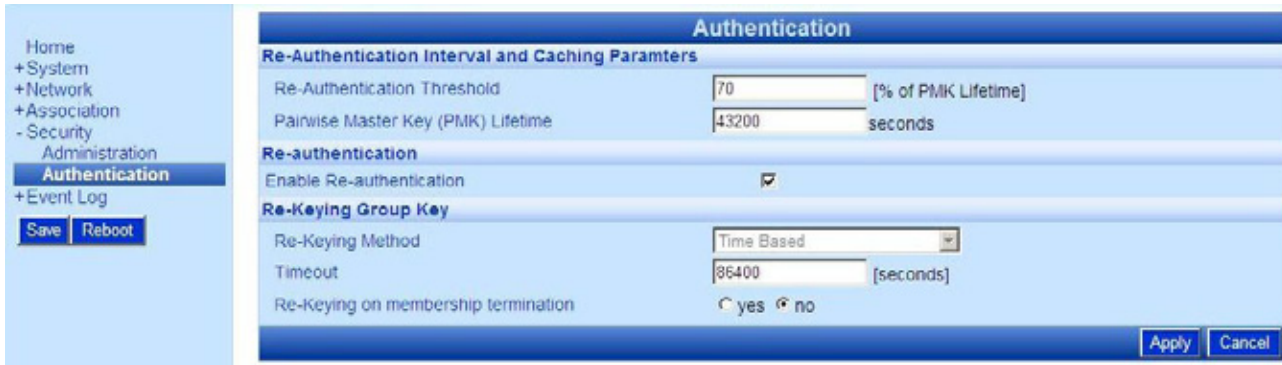 Home
+System
+Network
+Association
- Security
Administration
Authentication
+Event Log
Save Reboot
Authentication
Re-Authentication Interval and Caching Paramters
Re-Authentication Threshold 70 [% of PMK Lifetime]
Pairwise Master Key (PMK) Lifetime 43200 seconds
Re-authentication
Enable Re-authentication
Re-Keying Group Key
Re-Keying Method Time Based
Timeout 86400 [seconds]
Re-Keying on membership termination yes no
Apply Cancel